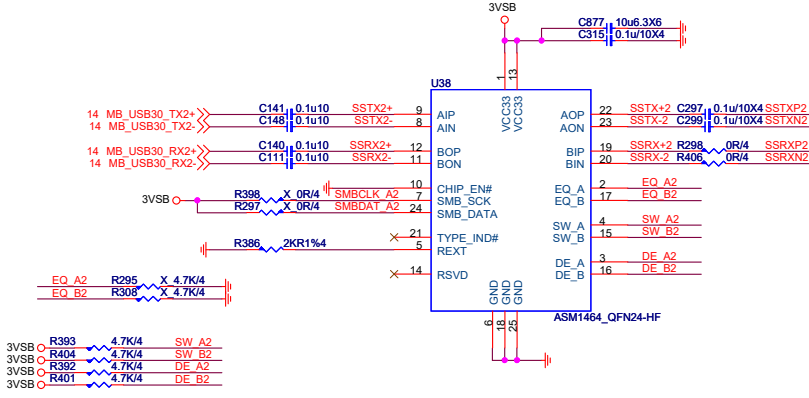 3VSB
C877 10u6.3X6
C315 0.1u/10X4
U38
1 13
VCC33 VCC33
14 MB_USB30_TX2+ C141 0.1u10 SSTX2+ 9 AIP AOP 22 SSTX+2 C297 0.1u/10X4 SSTXP2
14 MB_USB30_TX2- C148 0.1u10 SSTX2- 8 AIN AON 23 SSTX-2 C299 0.1u/10X4 SSTXN2
14 MB_USB30_RX2+ C140 0.1u10 SSRX2+ 12 BOP BIP 19 SSRX+2 R298 0R/4 SSRXP2
14 MB_USB30_RX2- C111 0.1u10 SSRX2- 11 BON BIN 20 SSRX-2 R406 0R/4 SSRXN2
10 CHIP_EN# EQ_A 2 EQ_A2
3VSB R398 X_0R/4 SMBCLK_A2 7 SMB_SCK EQ_B 17 EQ_B2
R297 X_0R/4 SMBDAT_A2 24 SMB_DATA
SW_A 4 SW_A2
21 TYPE_IND# SW_B 15 SW_B2
R386 2KR1%4 5 REXT
DE_A 3 DE_A2
14 RSVD DE_B 16 DE_B2
EQ_A2 R295 X_4.7K/4
EQ_B2 R308 X_4.7K/4
GND GND GND
6 18 25
ASM1464_QFN24-HF
3VSB R393 4.7K/4 SW_A2
3VSB R404 4.7K/4 SW_B2
3VSB R392 4.7K/4 DE_A2
3VSB R401 4.7K/4 DE_B2